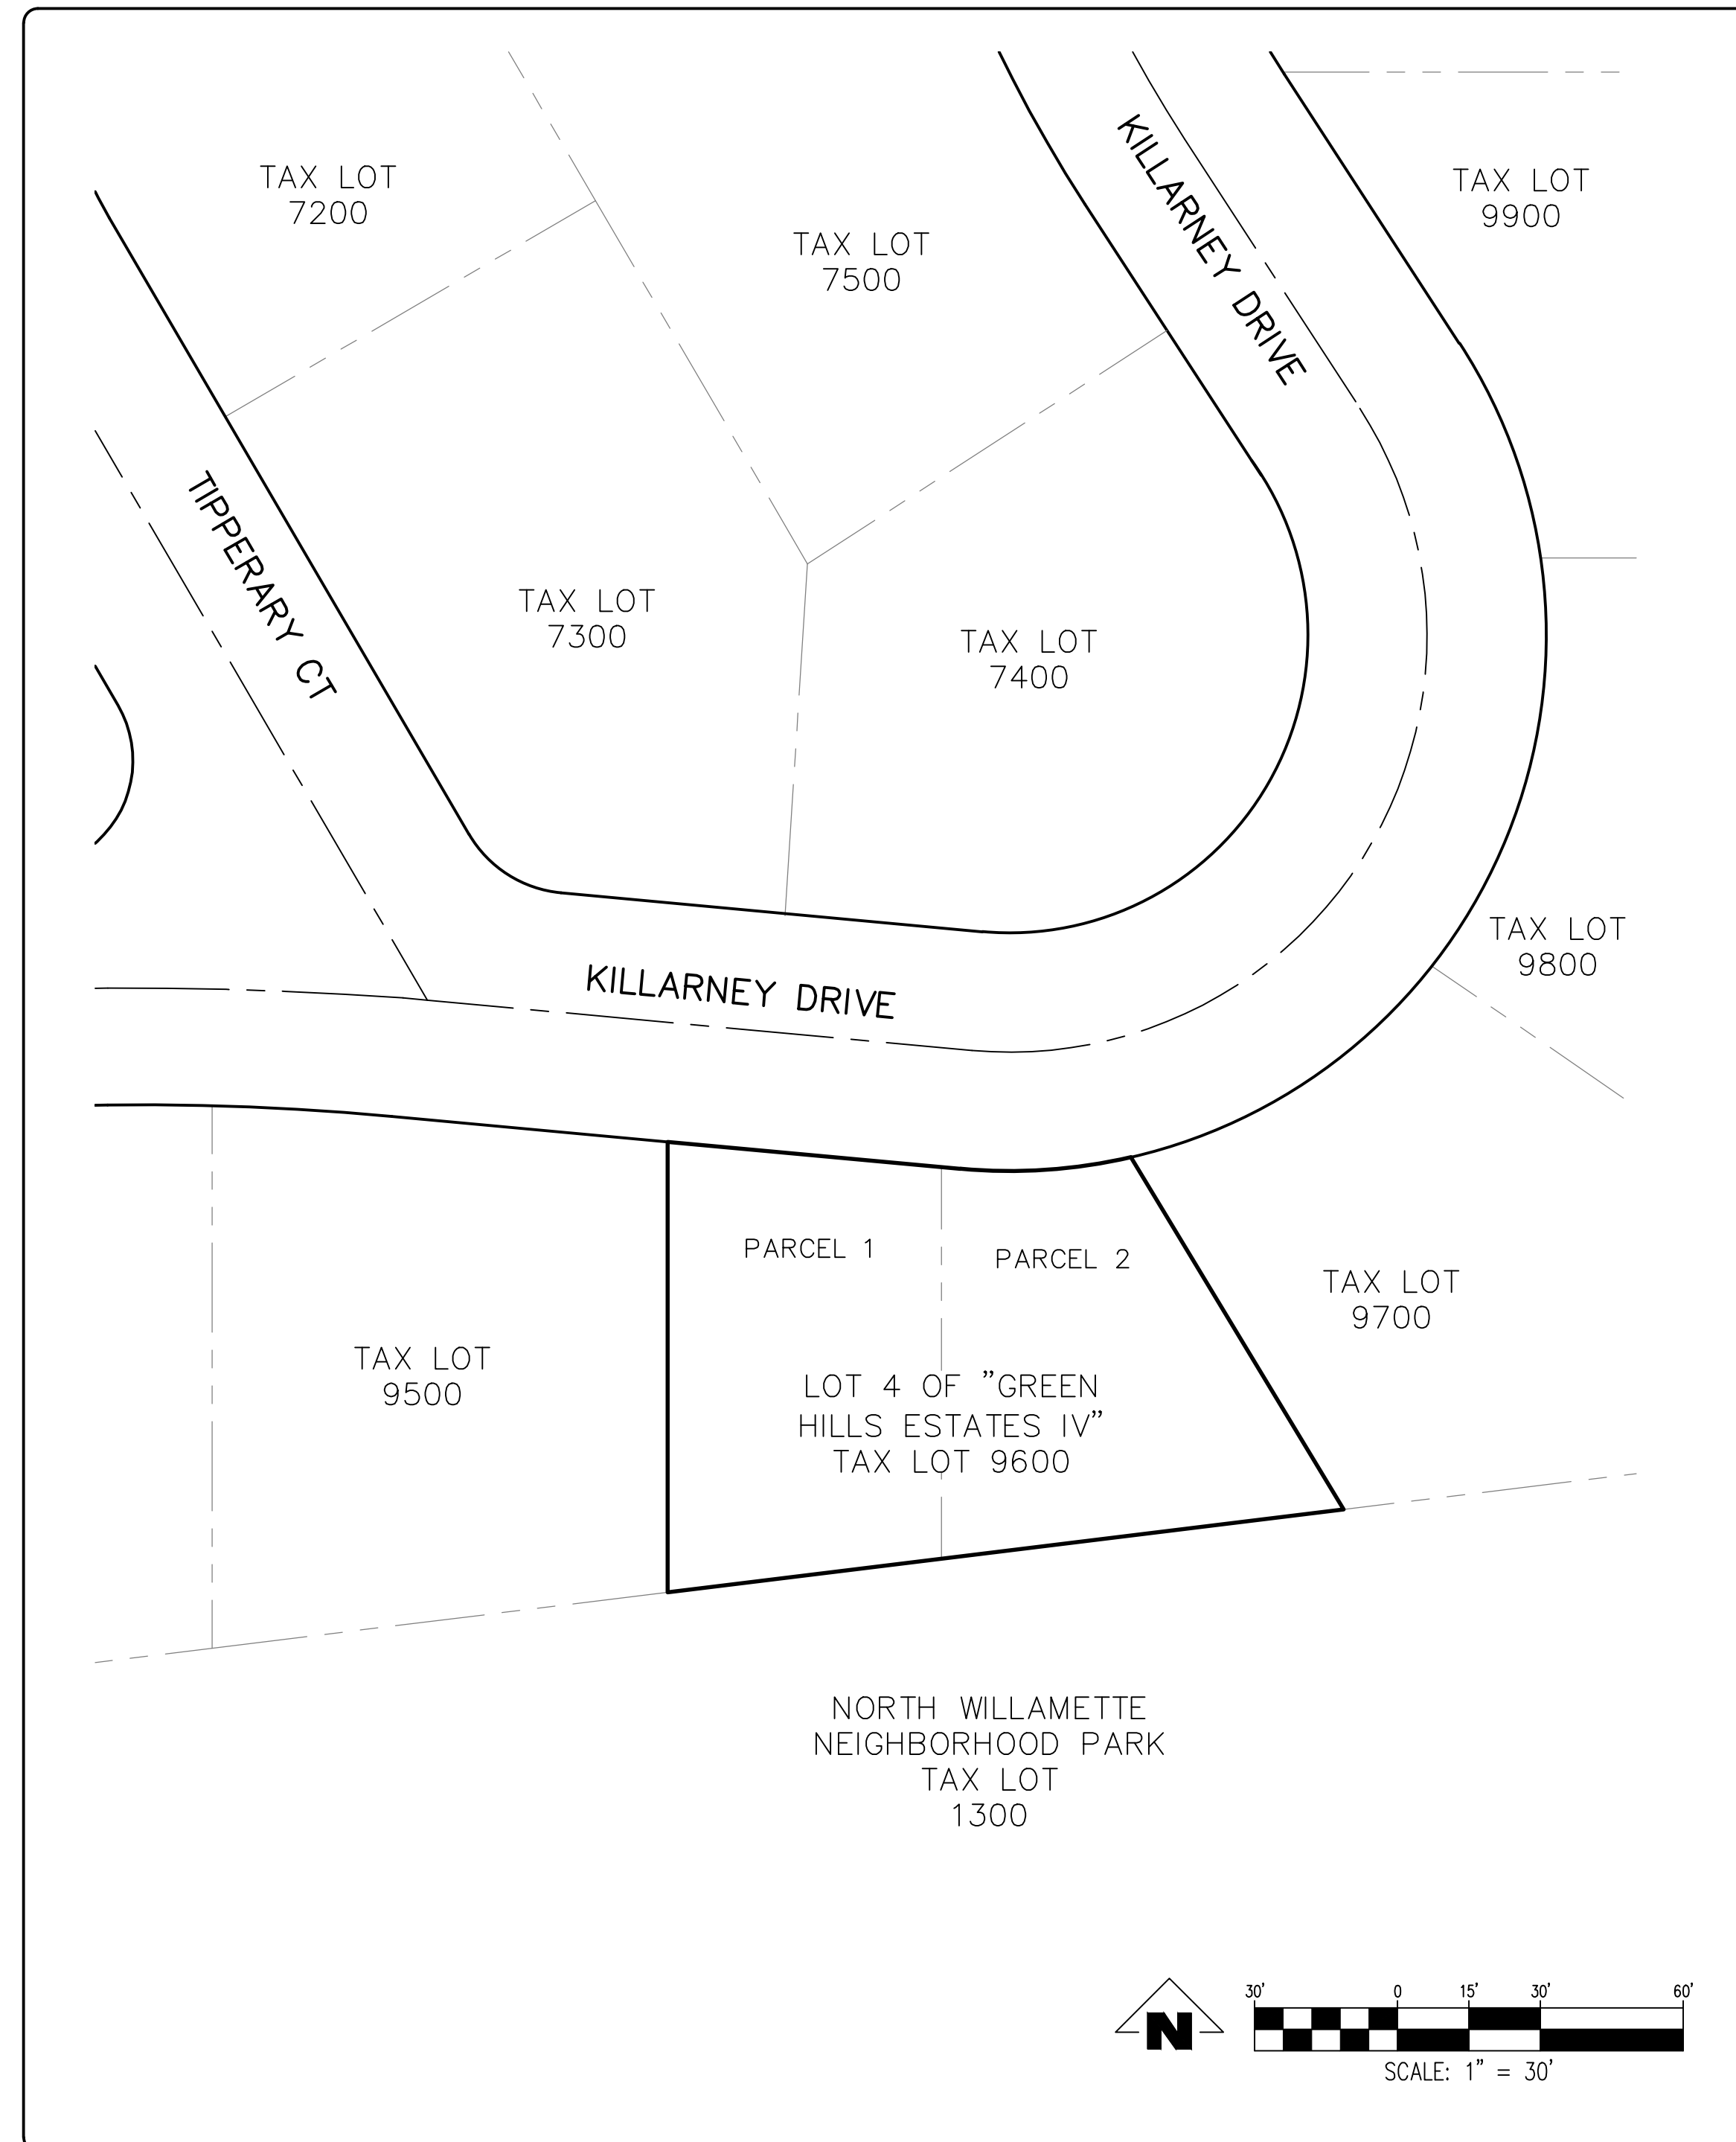 KILLARNEY DRIVE
TAX LOT
7200
TAX LOT
9900
TAX LOT
7500
TIPPERARY CT
TAX LOT
7300
TAX LOT
7400
TAX LOT
9800
KILLARNEY DRIVE
PARCEL 1
PARCEL 2
TAX LOT
9700
TAX LOT
9500
LOT 4 OF "GREEN
HILLS ESTATES IV"
TAX LOT 9600
NORTH WILLAMETTE
NEIGHBORHOOD PARK
TAX LOT
1300
N
30' 0 15' 30' 60'
SCALE: 1" = 30'